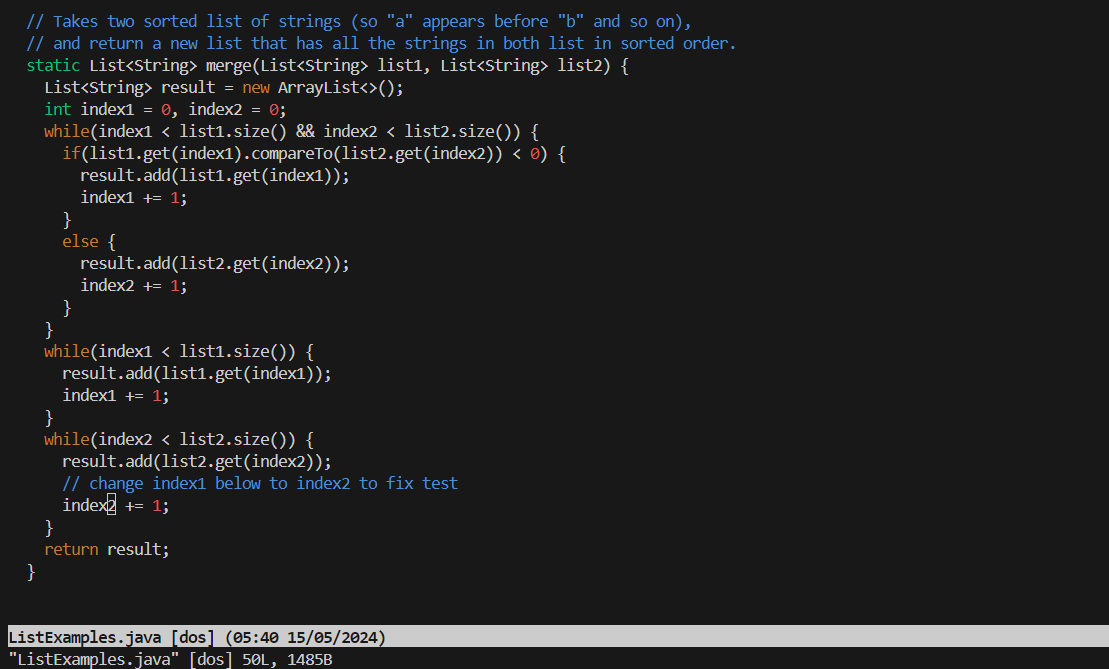 // Takes two sorted list of strings (so "a" appears before "b" and so on),
// and return a new list that has all the strings in both list in sorted order.
static List<String> merge(List<String> list1, List<String> list2) {
  List<String> result = new ArrayList<>();
  int index1 = 0, index2 = 0;
  while(index1 < list1.size() && index2 < list2.size()) {
    if(list1.get(index1).compareTo(list2.get(index2)) < 0) {
      result.add(list1.get(index1));
      index1 += 1;
    }
    else {
      result.add(list2.get(index2));
      index2 += 1;
    }
  }
  while(index1 < list1.size()) {
    result.add(list1.get(index1));
    index1 += 1;
  }
  while(index2 < list2.size()) {
    result.add(list2.get(index2));
    // change index1 below to index2 to fix test
    index2 += 1;
  }
  return result;
}
ListExamples.java [dos] (05:40 15/05/2024)
"ListExamples.java" [dos] 50L, 1485B